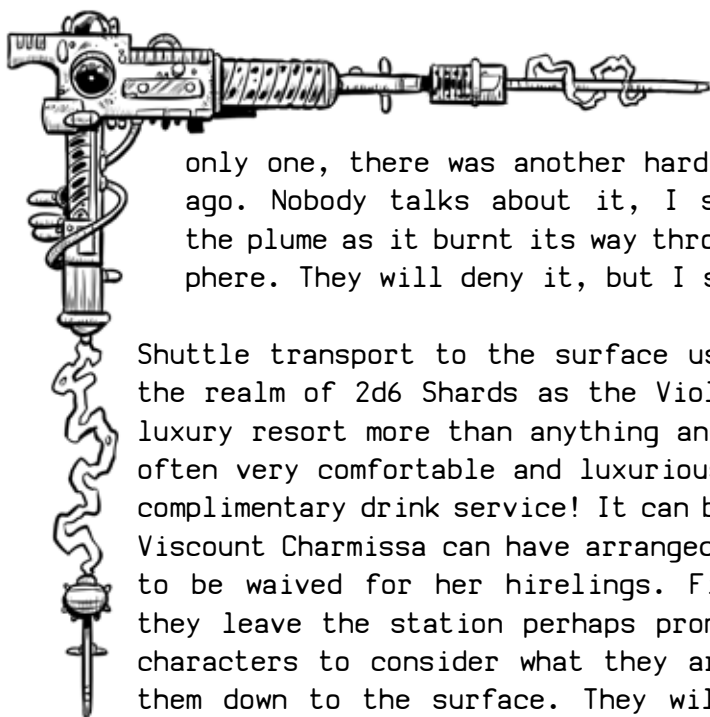 only one, there was another hard
ago. Nobody talks about it, I s
the plume as it burnt its way thro
phere. They will deny it, but I s
Shuttle transport to the surface us
the realm of 2d6 Shards as the Viol
luxury resort more than anything an
often very comfortable and luxurious
complimentary drink service! It can b
Viscount Charmissa can have arranged
to be waived for her hirelings.
they leave the station perhaps prom
characters to consider what they ar
them down to the surface. They wil